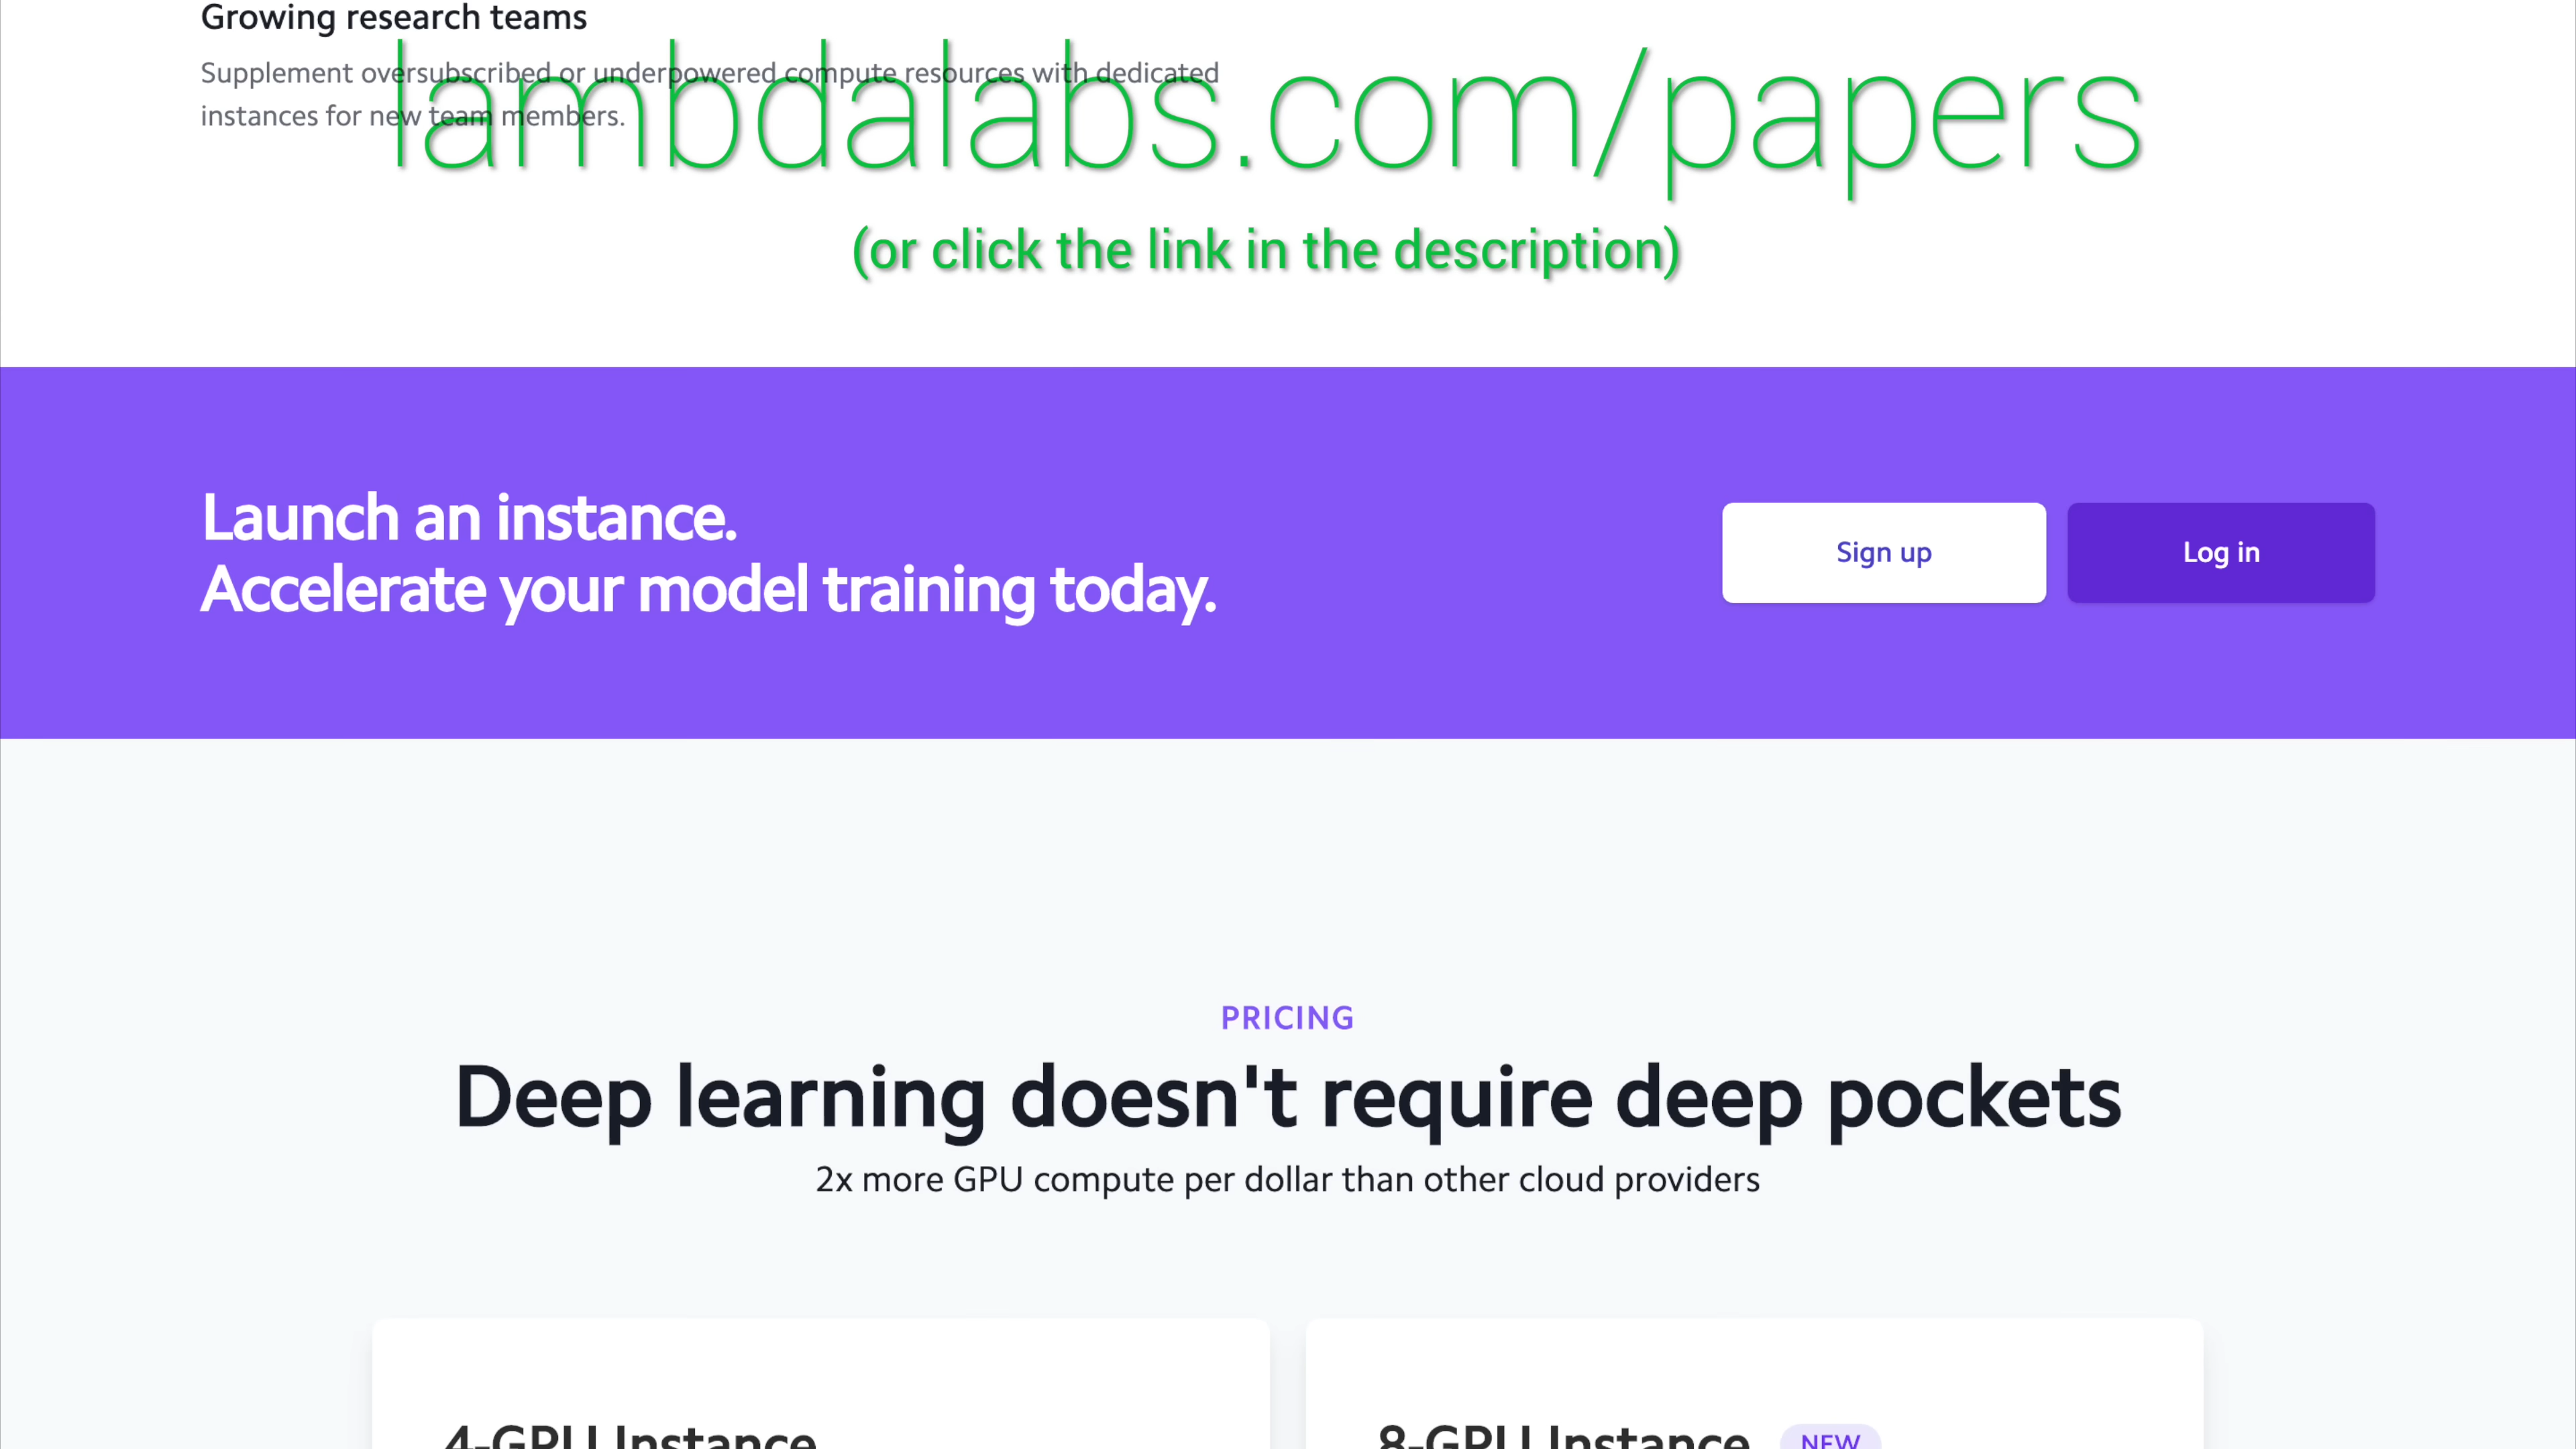 Growing research teams
Supplement oversubscribed or underpowered compute resources with dedicated
instances for new team members.
lambdalabs.com/papers
(or click the link in the description)
Launch an instance.
Accelerate your model training today.
Sign up
Log in
PRICING
Deep learning doesn't require deep pockets
2x more GPU compute per dollar than other cloud providers
4-GPU Instance
8-GPU Instance NEW